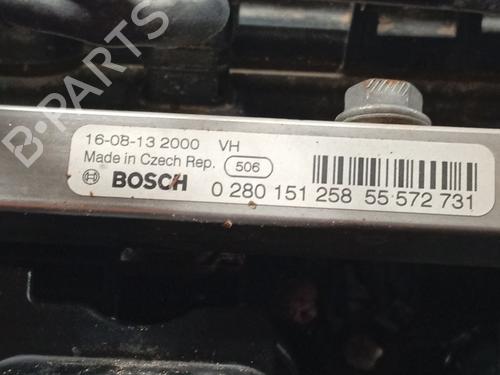 B-PARTS
16-08-13 2000 VH
Made in Czech Rep. 506
BOSCH 0 280 151 258 55 572 731